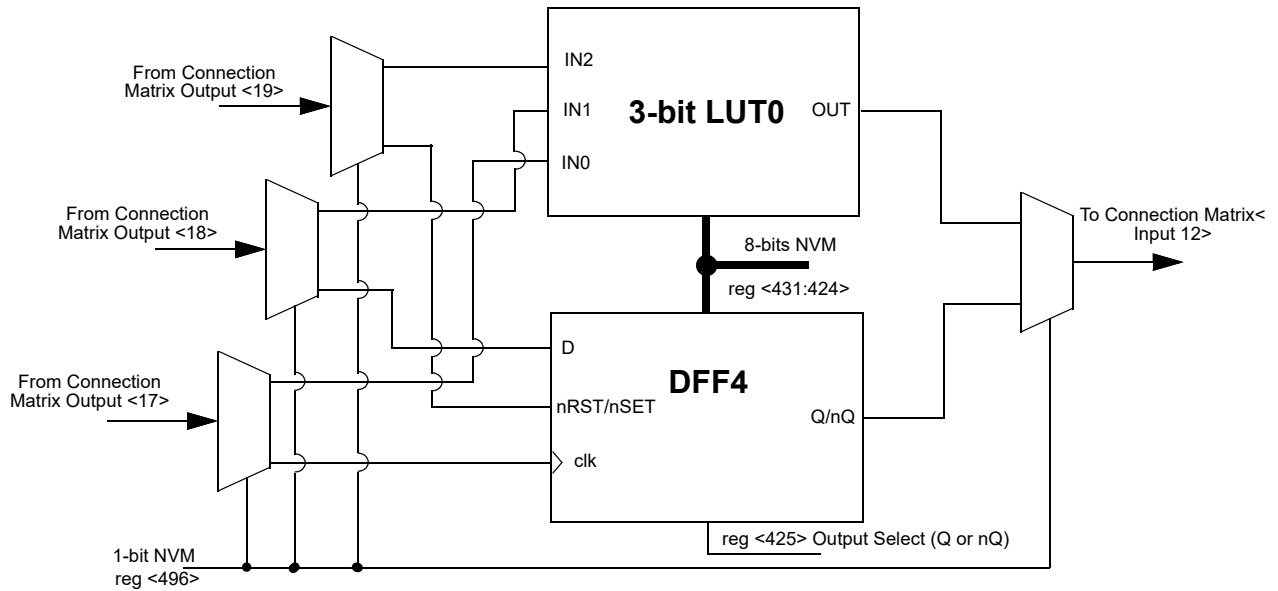 From Connection
Matrix Output <19>
IN2
IN1
IN0
3-bit LUT0
OUT
From Connection
Matrix Output <18>
To Connection Matrix<
Input 12>
8-bits NVM
reg <431:424>
From Connection
Matrix Output <17>
D
nRST/nSET
clk
DFF4
Q/nQ
reg <425> Output Select (Q or nQ)
1-bit NVM
reg <496>